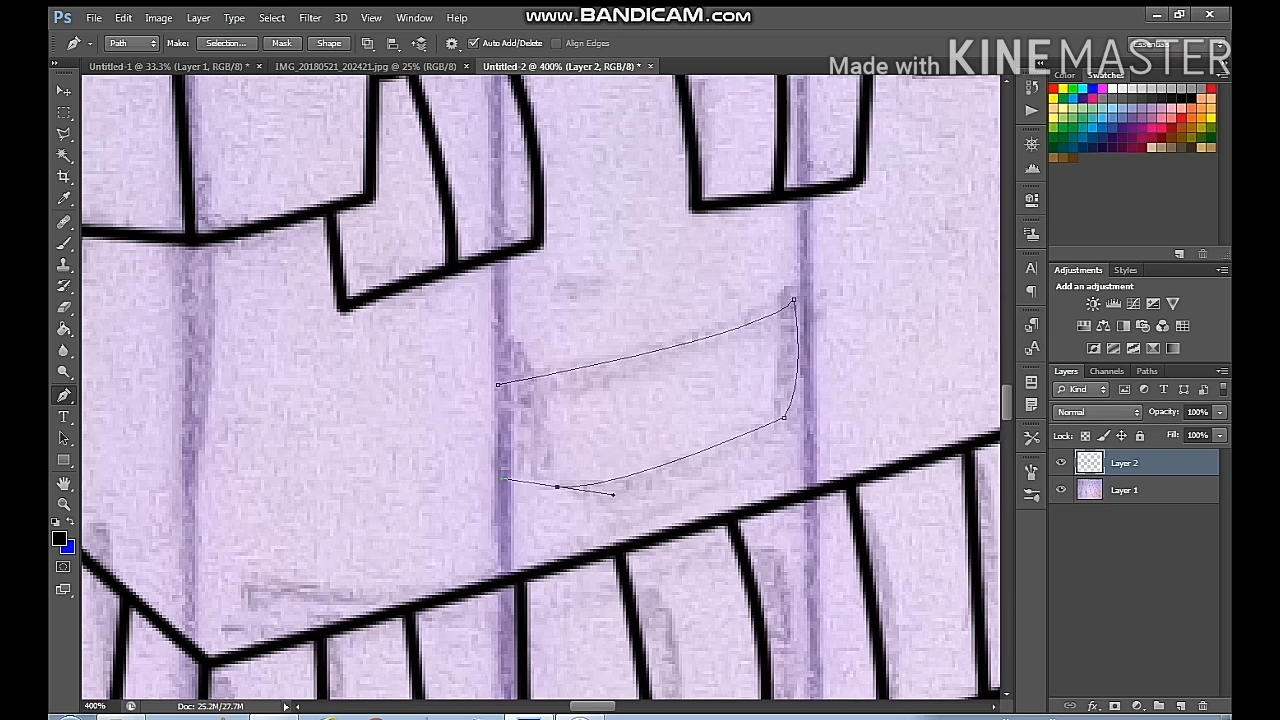 www.BANDICAM.com
Ps File Edit Image Layer Type Select Filter 3D View Window Help
Path Make: Selection... Mask Shape Auto Add/Delete Align Edges Essentials
Made with KINEMASTER
Untitled-1 @ 33.3% (Layer 1, RGB/8) * × IMG_20180521_202421.jpg @ 25% (RGB/8) × Untitled-2 @ 400% (Layer 2, RGB/8) * ×
Color Swatches
Adjustments Styles
Add an adjustment
Layers Channels Paths
Kind
Normal Opacity: 100%
Lock: Fill: 100%
Layer 2
Layer 1
400% Doc: 25.2M/27.7M